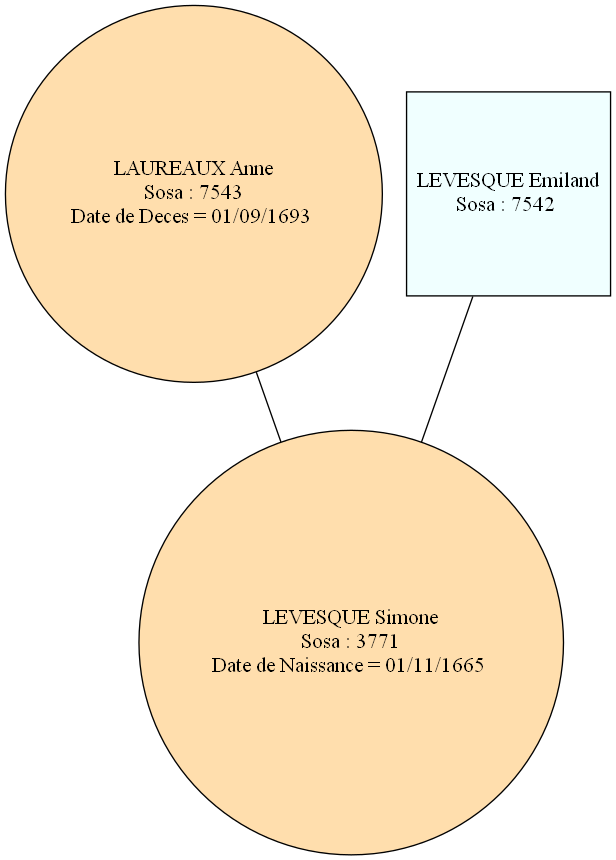 LAUREAUX Anne
Sosa : 7543
Date de Deces = 01/09/1693
LEVESQUE Emiland
Sosa : 7542
LEVESQUE Simone
Sosa : 3771
Date de Naissance = 01/11/1665